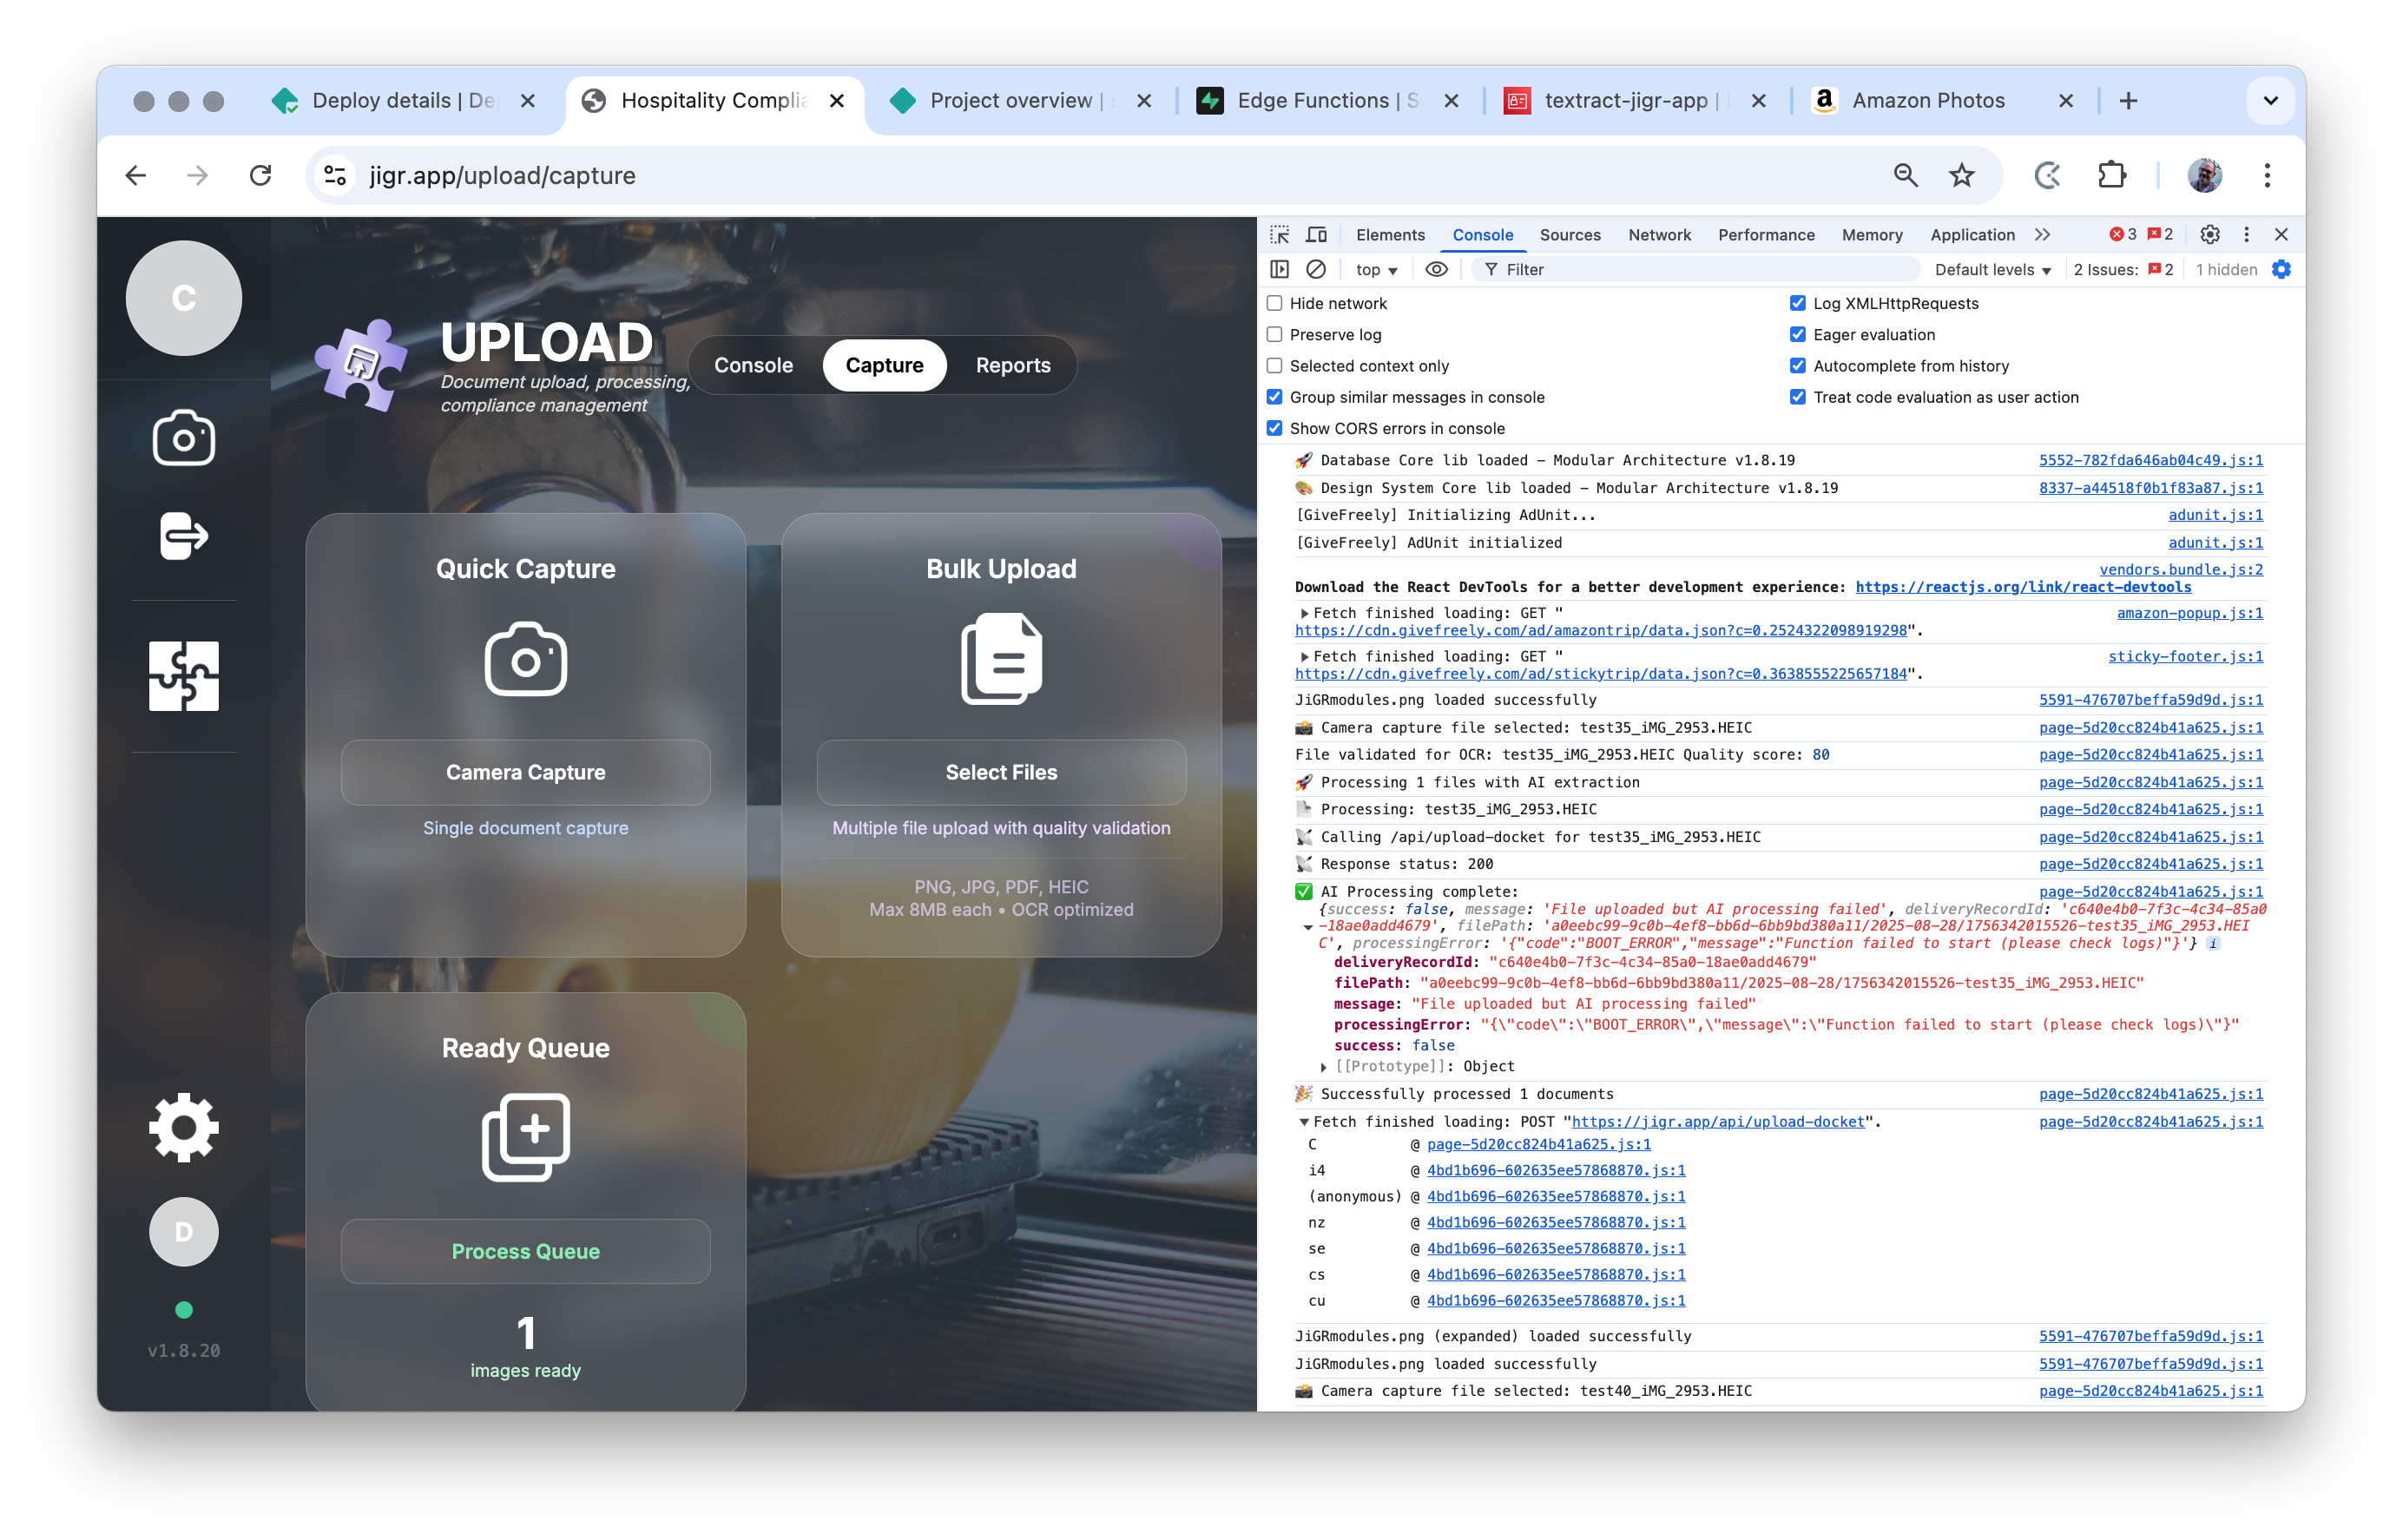 Deploy details | De
Hospitality Complia
Project overview |
Edge Functions | S
textract-jigr-app |
Amazon Photos
jigr.app/upload/capture
C
UPLOAD
Document upload, processing,
compliance management
Console
Capture
Reports
Quick Capture
Camera Capture
Single document capture
Bulk Upload
Select Files
Multiple file upload with quality validation
PNG, JPG, PDF, HEIC
Max 8MB each • OCR optimized
Ready Queue
Process Queue
1
images ready
D
v1.8.20
Elements
Console
Sources
Network
Performance
Memory
Application
3
2
top
Filter
Default levels
2 Issues:
2
1 hidden
Hide network
Log XMLHttpRequests
Preserve log
Eager evaluation
Selected context only
Autocomplete from history
Group similar messages in console
Treat code evaluation as user action
Show CORS errors in console
🚀 Database Core lib loaded – Modular Architecture v1.8.19 5552-782fda646ab04c49.js:1
🎨 Design System Core lib loaded – Modular Architecture v1.8.19 8337-a44518f0b1f83a87.js:1
[GiveFreely] Initializing AdUnit... adunit.js:1
[GiveFreely] AdUnit initialized adunit.js:1
vendors.bundle.js:2
Download the React DevTools for a better development experience: https://reactjs.org/link/react-devtools
Fetch finished loading: GET " amazon-popup.js:1
https://cdn.givefreely.com/ad/amazontrip/data.json?c=0.2524322098919298".
Fetch finished loading: GET " sticky-footer.js:1
https://cdn.givefreely.com/ad/stickytrip/data.json?c=0.3638555225657184".
JiGRmodules.png loaded successfully 5591-476707beffa59d9d.js:1
📸 Camera capture file selected: test35_iMG_2953.HEIC page-5d20cc824b41a625.js:1
File validated for OCR: test35_iMG_2953.HEIC Quality score: 80 page-5d20cc824b41a625.js:1
🚀 Processing 1 files with AI extraction page-5d20cc824b41a625.js:1
📄 Processing: test35_iMG_2953.HEIC page-5d20cc824b41a625.js:1
📡 Calling /api/upload-docket for test35_iMG_2953.HEIC page-5d20cc824b41a625.js:1
📡 Response status: 200 page-5d20cc824b41a625.js:1
✅ AI Processing complete: page-5d20cc824b41a625.js:1
{success: false, message: 'File uploaded but AI processing failed', deliveryRecordId: 'c640e4b0-7f3c-4c34-85a0
-18ae0add4679', filePath: 'a0eebc99-9c0b-4ef8-bb6d-6bb9bd380a11/2025-08-28/1756342015526-test35_iMG_2953.HEI
C', processingError: '{"code":"BOOT_ERROR","message":"Function failed to start (please check logs)"}'} i
deliveryRecordId: "c640e4b0-7f3c-4c34-85a0-18ae0add4679"
filePath: "a0eebc99-9c0b-4ef8-bb6d-6bb9bd380a11/2025-08-28/1756342015526-test35_iMG_2953.HEIC"
message: "File uploaded but AI processing failed"
processingError: "{\"code\":\"BOOT_ERROR\",\"message\":\"Function failed to start (please check logs)\"}"
success: false
[[Prototype]]: Object
🎉 Successfully processed 1 documents page-5d20cc824b41a625.js:1
Fetch finished loading: POST "https://jigr.app/api/upload-docket". page-5d20cc824b41a625.js:1
C @ page-5d20cc824b41a625.js:1
i4 @ 4bd1b696-602635ee57868870.js:1
(anonymous) @ 4bd1b696-602635ee57868870.js:1
nz @ 4bd1b696-602635ee57868870.js:1
se @ 4bd1b696-602635ee57868870.js:1
cs @ 4bd1b696-602635ee57868870.js:1
cu @ 4bd1b696-602635ee57868870.js:1
JiGRmodules.png (expanded) loaded successfully 5591-476707beffa59d9d.js:1
JiGRmodules.png loaded successfully 5591-476707beffa59d9d.js:1
📸 Camera capture file selected: test40_iMG_2953.HEIC page-5d20cc824b41a625.js:1